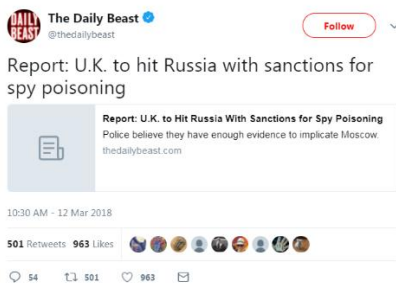 DAILY
BEAST
The Daily Beast
@thedailybeast
Follow
Report: U.K. to hit Russia with sanctions for
spy poisoning
Report: U.K. to Hit Russia With Sanctions for Spy Poisoning
Police believe they have enough evidence to implicate Moscow.
thedailybeast.com
10:30 AM - 12 Mar 2018
501 Retweets 963 Likes
54 501 963